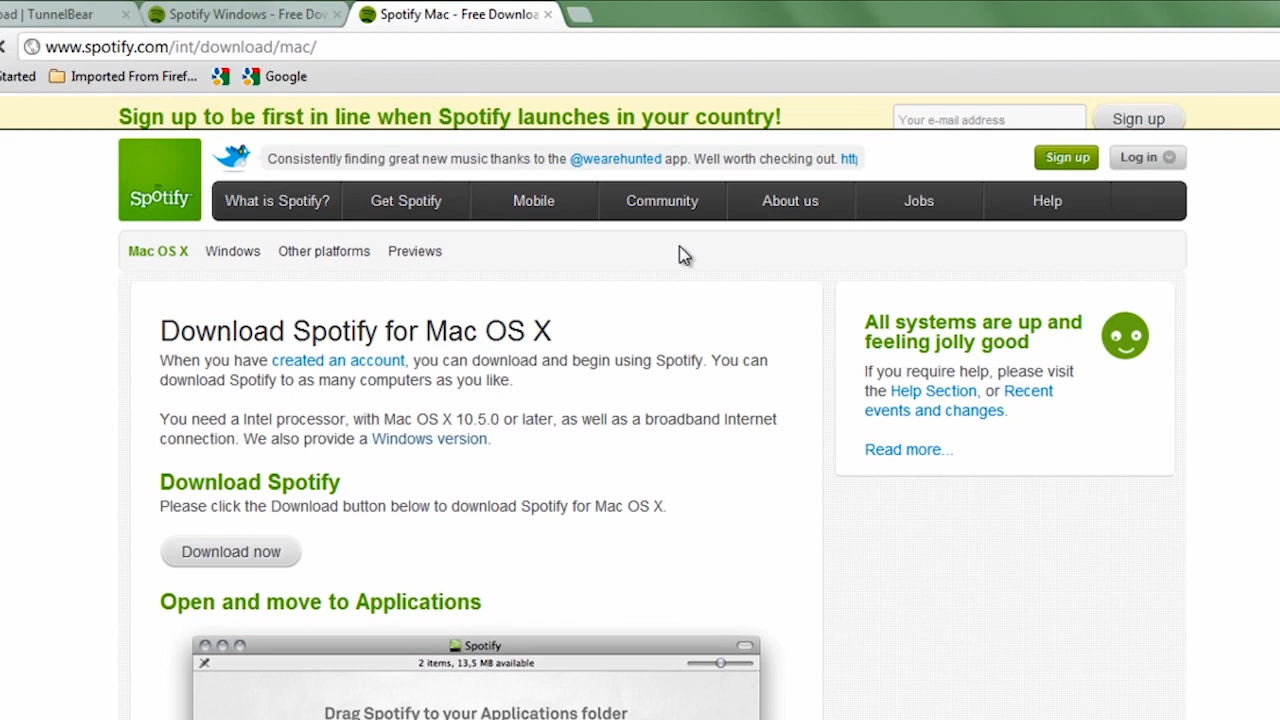 oad | TunnelBear
Spotify Windows - Free Dov
Spotify Mac - Free Downloa
www.spotify.com/int/download/mac/
Started
Imported From Firef...
Google
Sign up to be first in line when Spotify launches in your country!
Your e-mail address
Sign up
Spotify
Consistently finding great new music thanks to the @wearehunted app. Well worth checking out. http
Sign up
Log in
What is Spotify?
Get Spotify
Mobile
Community
About us
Jobs
Help
Mac OS X
Windows
Other platforms
Previews
Download Spotify for Mac OS X
When you have created an account, you can download and begin using Spotify. You can
download Spotify to as many computers as you like.
You need a Intel processor, with Mac OS X 10.5.0 or later, as well as a broadband Internet
connection. We also provide a Windows version.
Download Spotify
Please click the Download button below to download Spotify for Mac OS X.
Download now
Open and move to Applications
Spotify
2 items, 13,5 MB available
Drag Spotify to your Applications folder
All systems are up and
feeling jolly good
If you require help, please visit
the Help Section, or Recent
events and changes.
Read more...